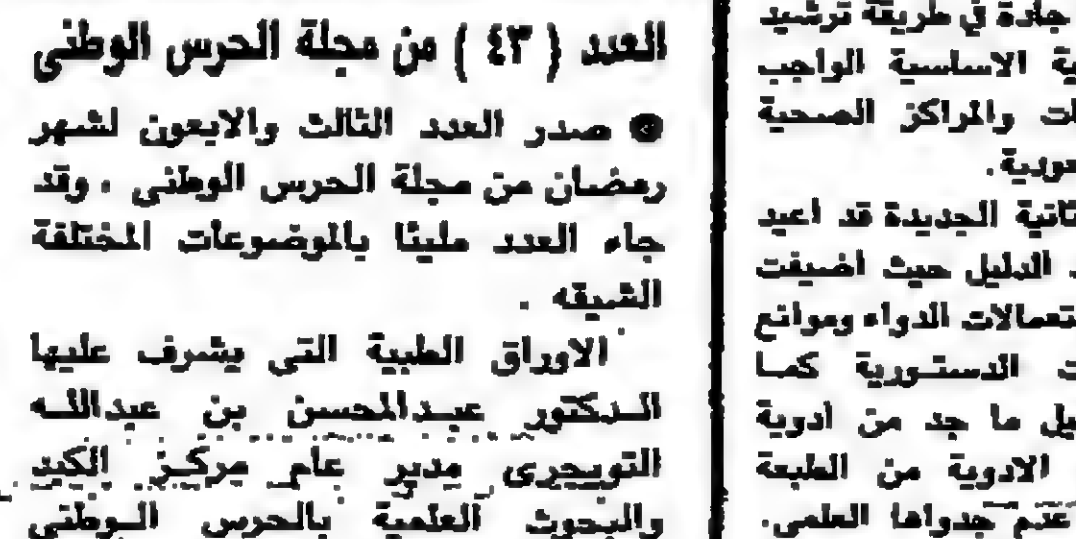 جادة في طريقة ترشيد
ية الاساسية الواجب
ات والمراكز الصحية
عودية.
ثانية الجديدة قد اعيد
الدليل حيث اضيفت
تعمالات الدواء وموانع
ت الدستورية كما
يل ما جد من ادوية
الادوية من الطبعة
عدم جدواها العلمى.
العدد ( ٤٣ ) من مجلة الحرس الوطنى
صدر العدد الثالث والايعون لشهر
رمضان من مجلة الحرس الوطنى ، وقد
جاء العدد مليئا بالموضوعات المختلفة
الشيقه .
الاوراق الطبية التى يشرف عليها
الدكتور عبدالمحسن بن عبدالله
التويجرى مدير عام مركز الكبد
والبحوث العلمية بالحرس الوطنى